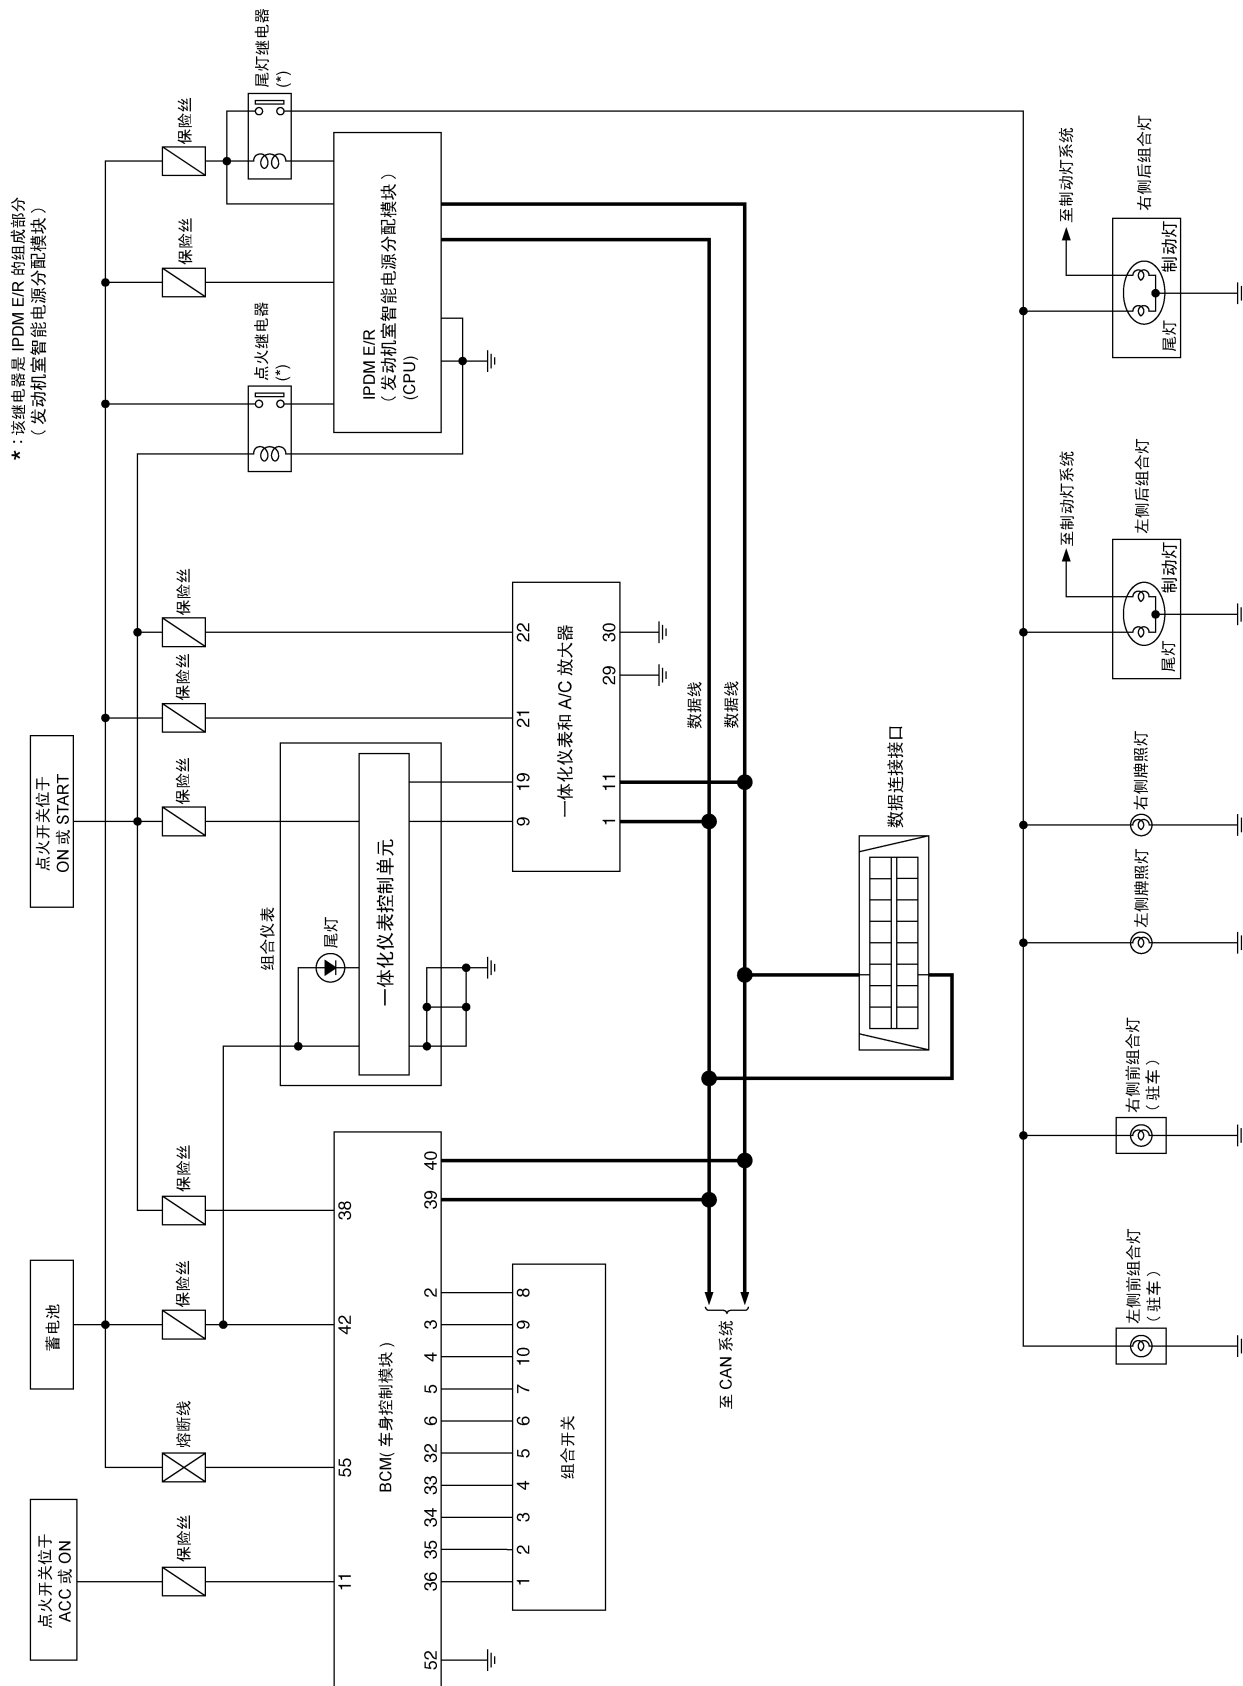 点火开关位于
ACC 或 ON
蓄电池
点火开关位于
ON 或 START
*：该继电器是 IPDM E/R 的组成部分
（发动机室智能电源分配模块）
保险丝
熔断线
保险丝
保险丝
保险丝
保险丝
保险丝
保险丝
保险丝
点火继电器
(*)
尾灯继电器
(*)
11
55
42
38
BCM( 车身控制模块 )
52
36
35
34
33
32
6
5
4
3
2
39
40
1
2
3
4
5
6
7
10
9
8
组合开关
组合仪表
尾灯
一体化仪表控制单元
9
19
21
22
一体化仪表和 A/C 放大器
1
11
29
30
IPDM E/R
（发动机室智能电源分配模块）
(CPU)
数据线
数据线
至 CAN 系统
数据连接接口
左侧前组合灯
（驻车）
右侧前组合灯
（驻车）
左侧牌照灯
右侧牌照灯
至制动灯系统
左侧后组合灯
尾灯
制动灯
至制动灯系统
右侧后组合灯
尾灯
制动灯